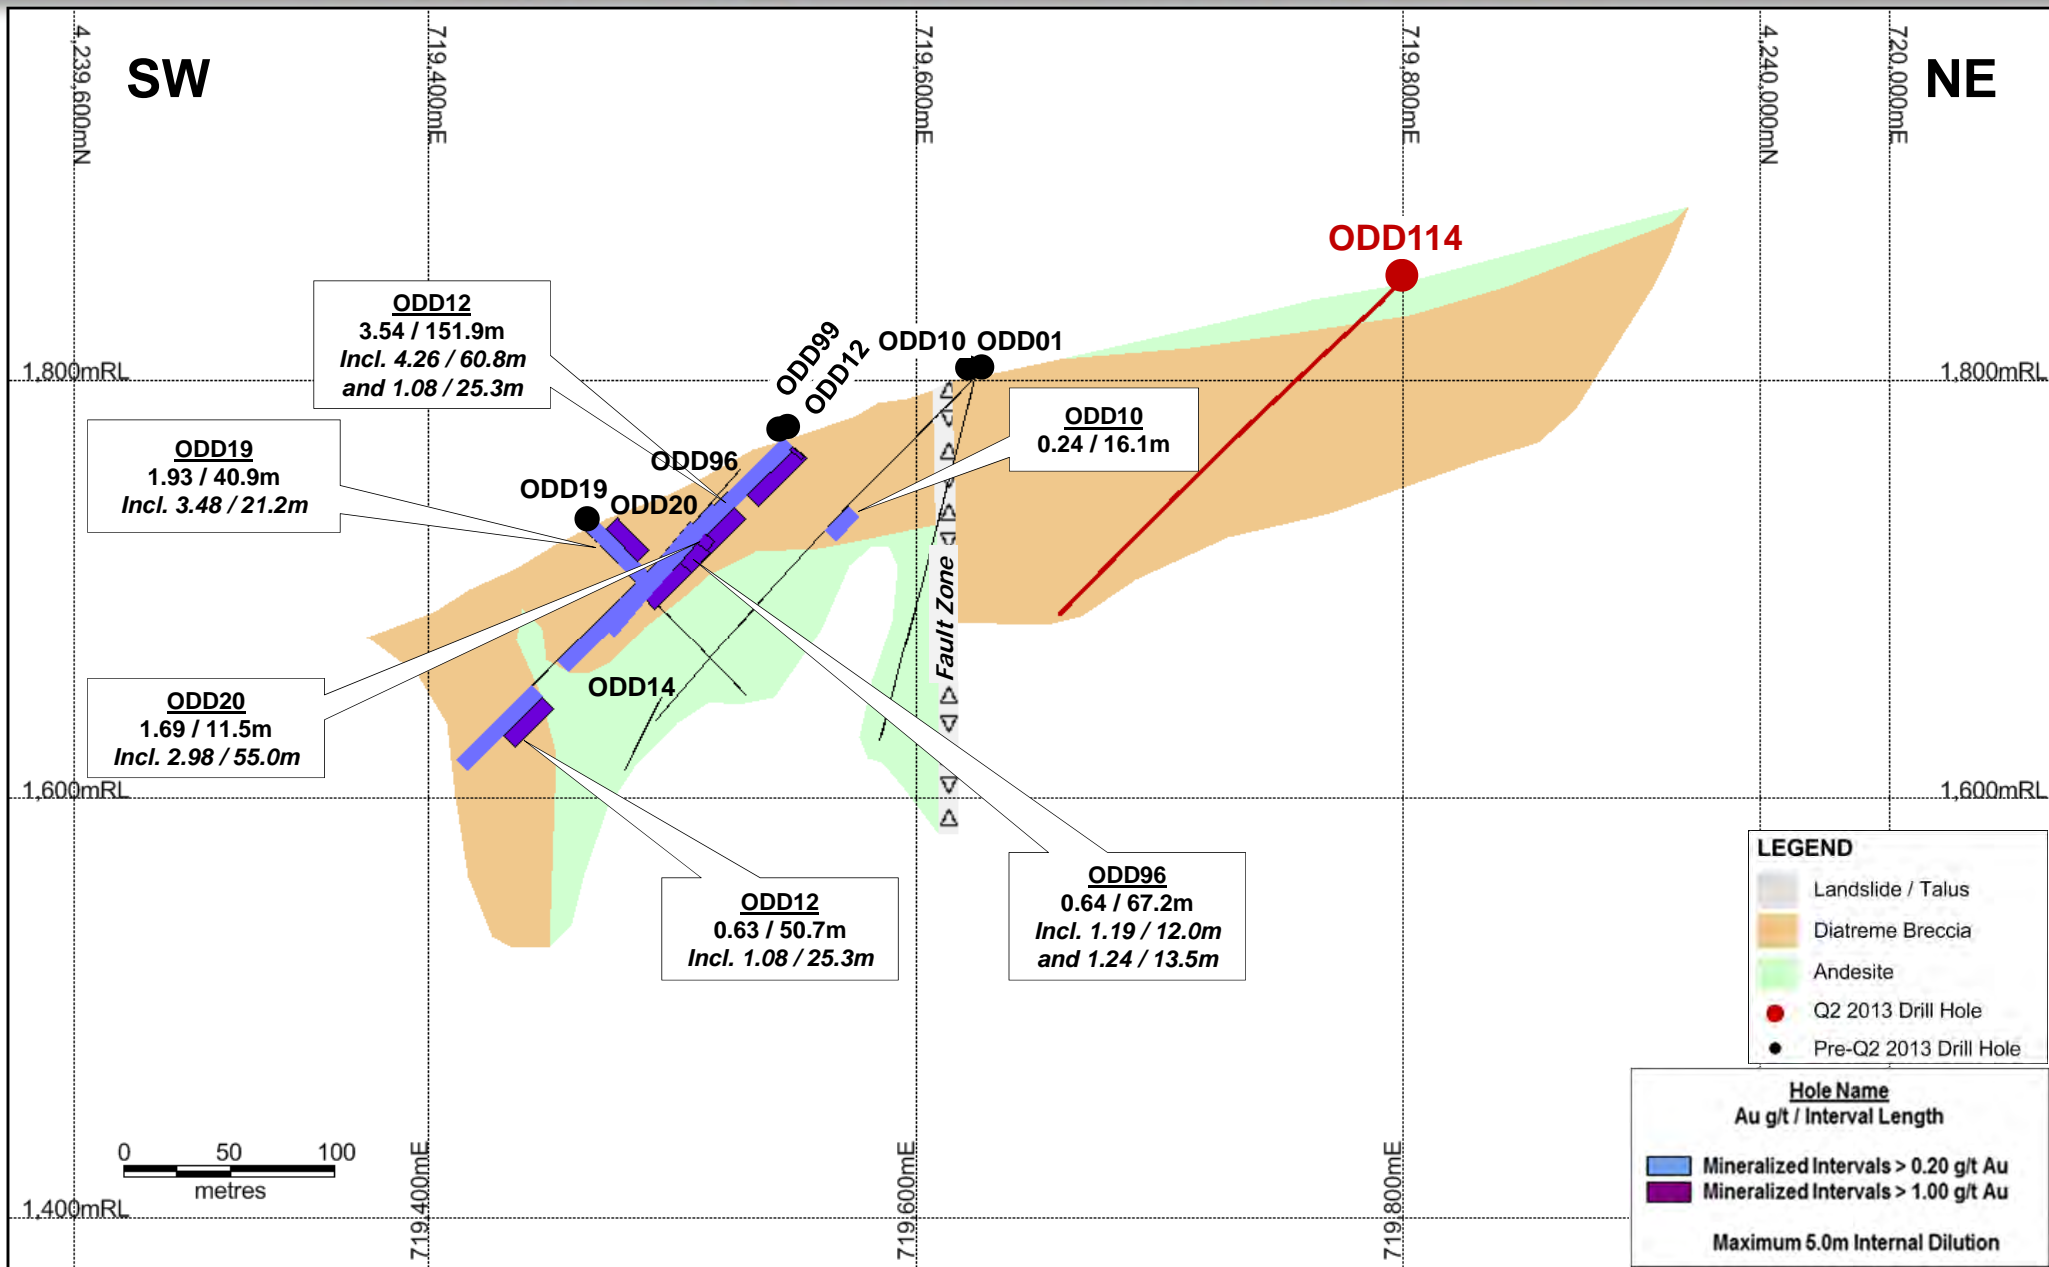 4,239,600mN
719,400mE
719,600mE
719,800mE
4,240,000mN
720,000mE
SW
NE
ODD114
ODD12
3.54 / 151.9m
Incl. 4.26 / 60.8m
and 1.08 / 25.3m
ODD99
ODD12
ODD10
ODD01
1,800mRL
1,800mRL
ODD10
0.24 / 16.1m
ODD19
1.93 / 40.9m
Incl. 3.48 / 21.2m
ODD96
ODD19
ODD20
Fault Zone
ODD14
ODD20
1.69 / 11.5m
Incl. 2.98 / 55.0m
1,600mRL
1,600mRL
ODD12
0.63 / 50.7m
Incl. 1.08 / 25.3m
ODD96
0.64 / 67.2m
Incl. 1.19 / 12.0m
and 1.24 / 13.5m
LEGEND
Landslide / Talus
Diatreme Breccia
Andesite
Q2 2013 Drill Hole
Pre-Q2 2013 Drill Hole
Hole Name
Au g/t / Interval Length
Mineralized Intervals > 0.20 g/t Au
Mineralized Intervals > 1.00 g/t Au
Maximum 5.0m Internal Dilution
0 50 100
metres
1,400mRL
719,400mE
719,600mE
719,800mE